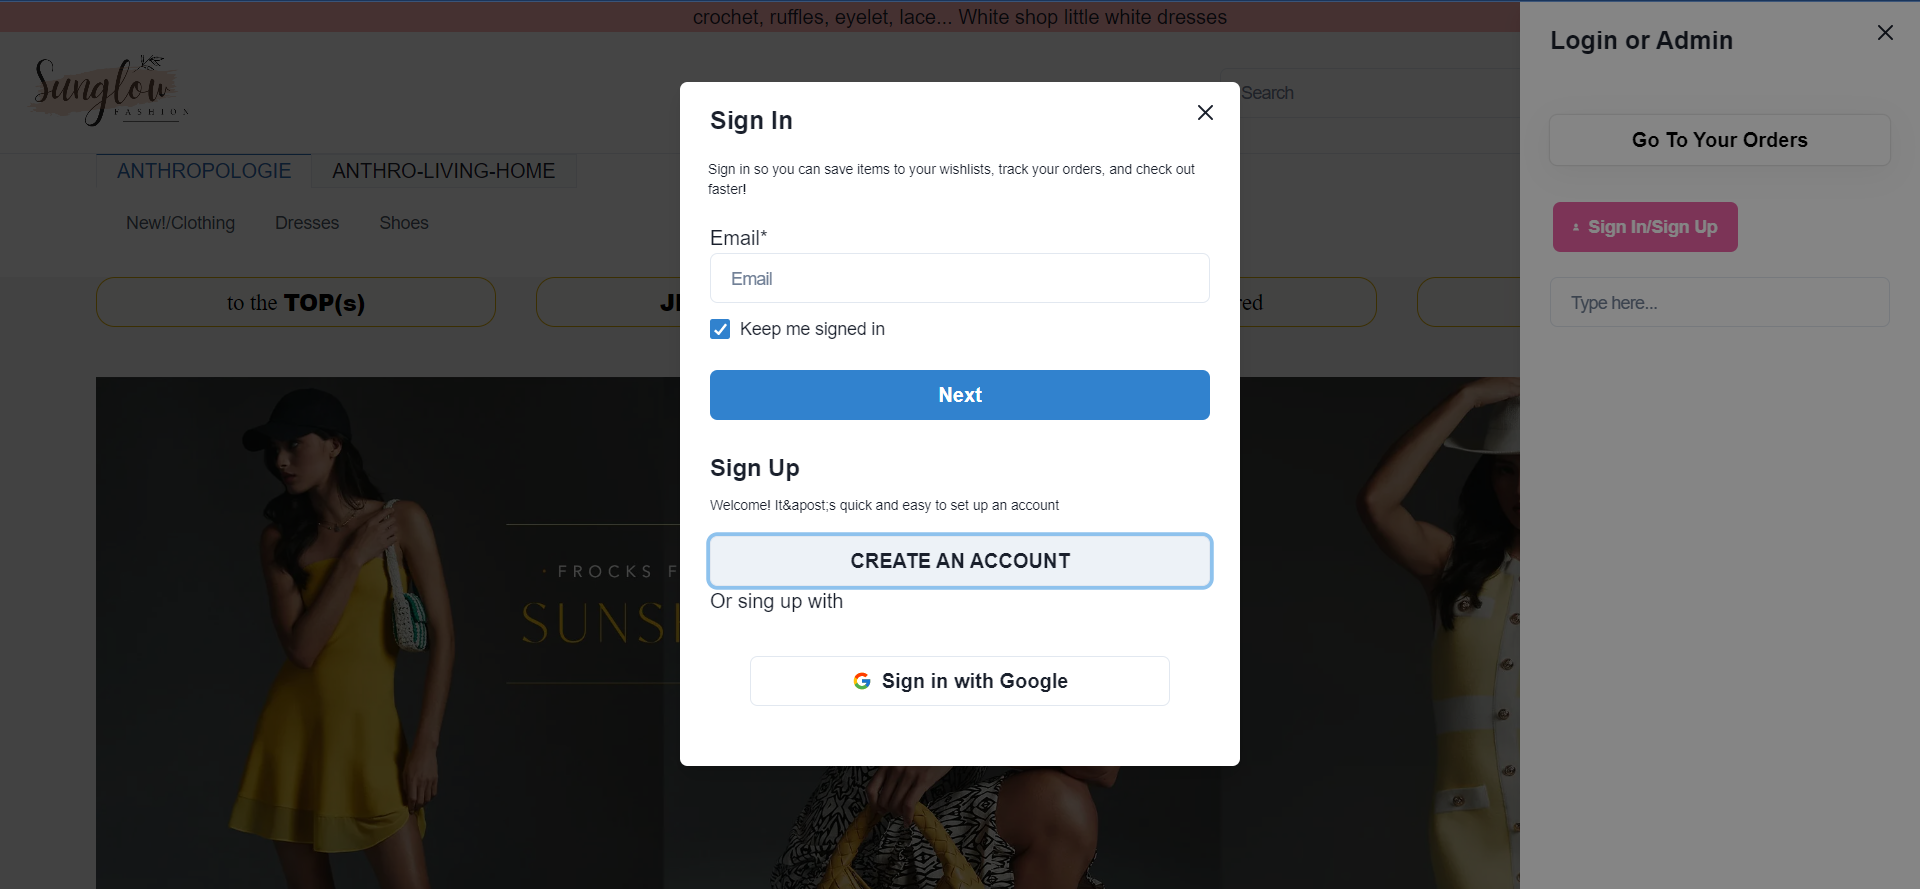 crochet, ruffles, eyelet, lace... White shop little white dresses
Sunglow
FASHION
Search
ANTHROPOLOGIE
ANTHRO-LIVING-HOME
New!/Clothing
Dresses
Shoes
to the TOP(s)
FROCKS
Sign In
Sign in so you can save items to your wishlists, track your orders, and check out
faster!
Email*
Email
Keep me signed in
Next
Sign Up
Welcome! It&apost;s quick and easy to set up an account
CREATE AN ACCOUNT
Or sing up with
Sign in with Google
Login or Admin
Go To Your Orders
Sign In/Sign Up
Type here...